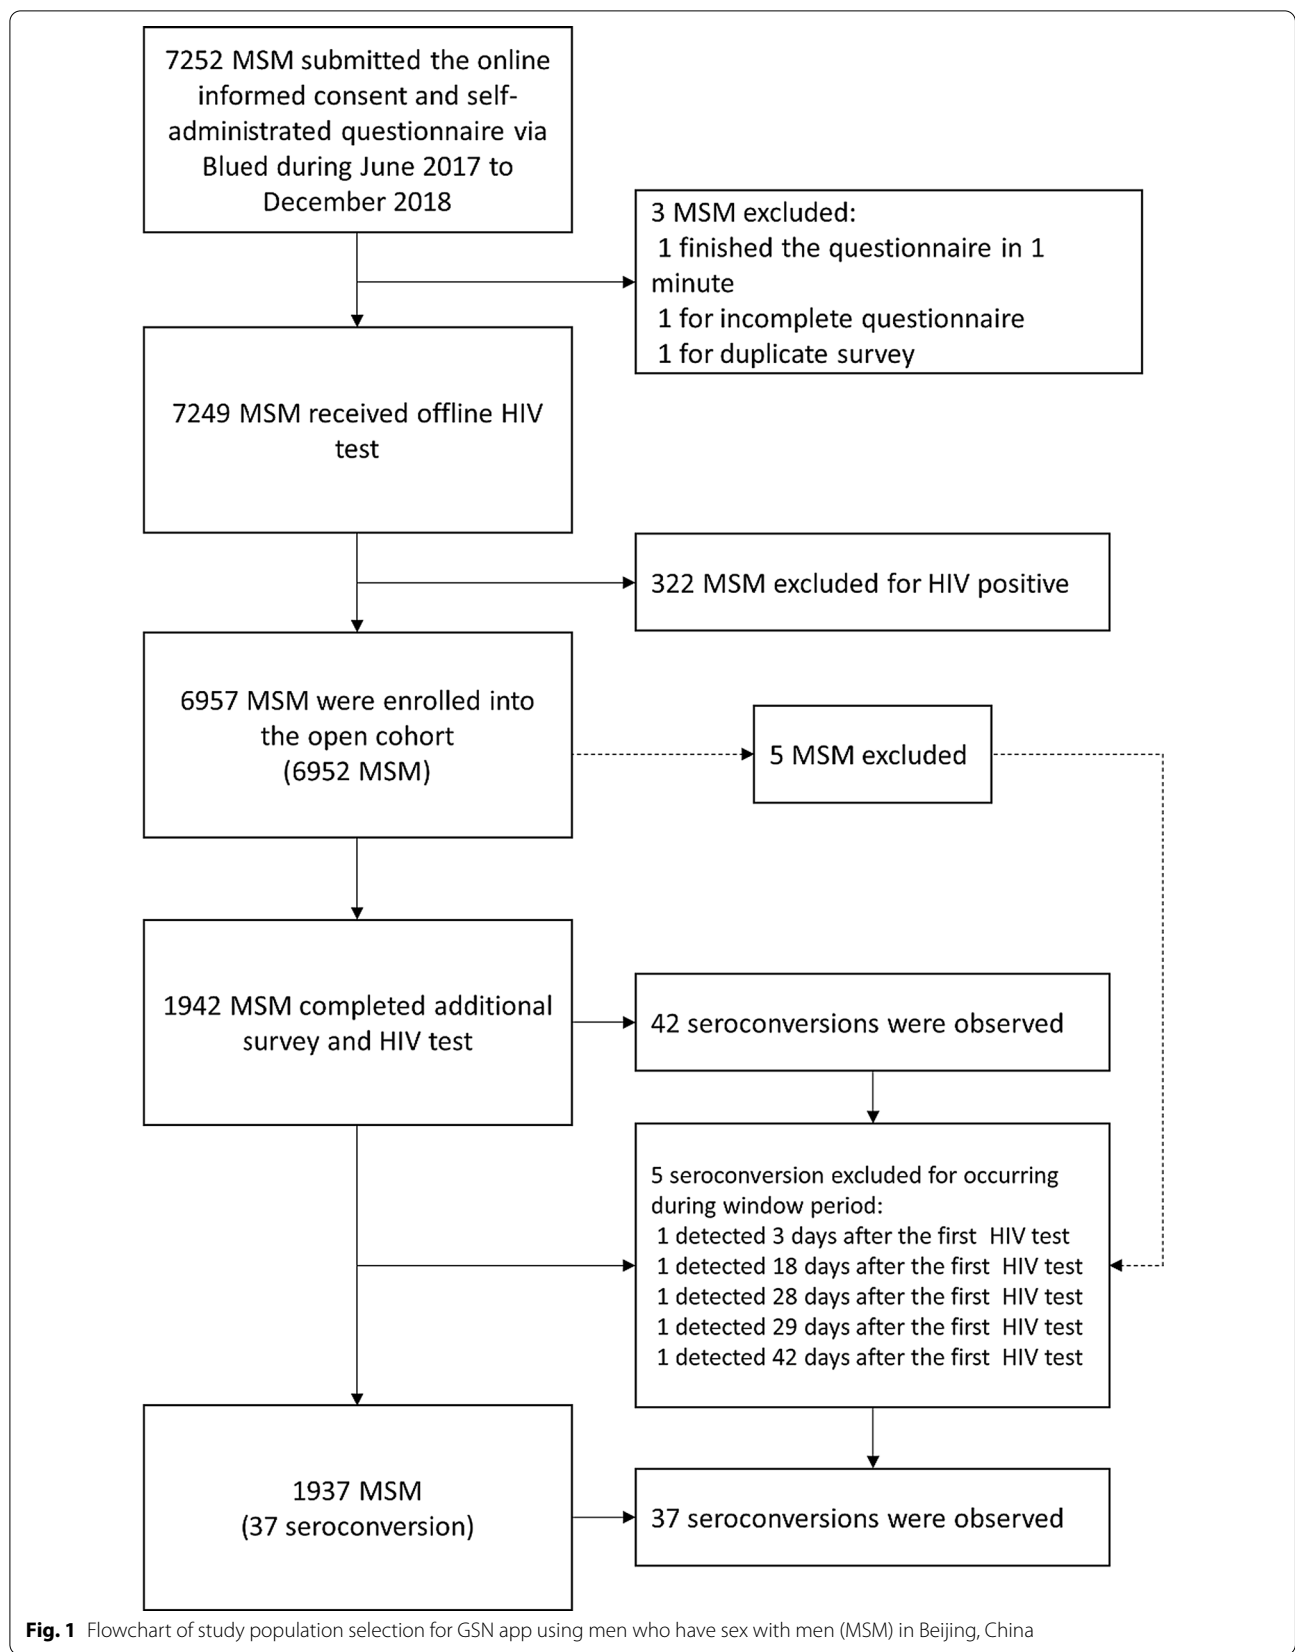 7252 MSM submitted the online
informed consent and self-
administrated questionnaire via
Blued during June 2017 to
December 2018
3 MSM excluded:
1 finished the questionnaire in 1
minute
1 for incomplete questionnaire
1 for duplicate survey
7249 MSM received offline HIV
test
322 MSM excluded for HIV positive
6957 MSM were enrolled into
the open cohort
(6952 MSM)
5 MSM excluded
1942 MSM completed additional
survey and HIV test
42 seroconversions were observed
5 seroconversion excluded for occurring
during window period:
1 detected 3 days after the first HIV test
1 detected 18 days after the first HIV test
1 detected 28 days after the first HIV test
1 detected 29 days after the first HIV test
1 detected 42 days after the first HIV test
1937 MSM
(37 seroconversion)
37 seroconversions were observed
Fig. 1 Flowchart of study population selection for GSN app using men who have sex with men (MSM) in Beijing, China